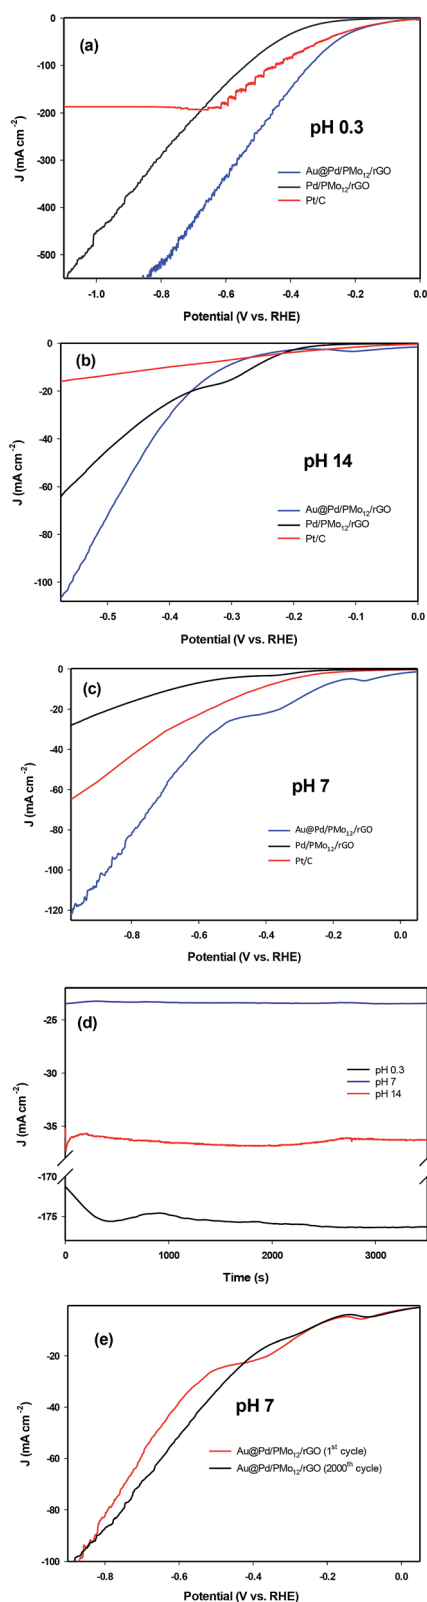 (a)
0
-100
-200
-300
-400
-500
J (mA cm⁻²)
pH 0.3
Au@Pd/PMo₁₂/rGO
Pd/PMo₁₂/rGO
Pt/C
-1.0 -0.8 -0.6 -0.4 -0.2 0.0
Potential (V vs. RHE)
(b)
0
-20
-40
-60
-80
-100
J (mA cm⁻²)
pH 14
Au@Pd/PMo₁₂/rGO
Pd/PMo₁₂/rGO
Pt/C
-0.5 -0.4 -0.3 -0.2 -0.1 0.0
Potential (V vs. RHE)
(c)
0
-20
-40
-60
-80
-100
-120
J (mA cm⁻²)
pH 7
Au@Pd/PMo₁₂/rGO
Pd/PMo₁₂/rGO
Pt/C
-0.8 -0.6 -0.4 -0.2 0.0
Potential (V vs. RHE)
(d)
-25
-30
-35
-170
-175
J (mA cm⁻²)
pH 0.3
pH 7
pH 14
0 1000 2000 3000
Time (s)
(e)
-20
-40
-60
-80
-100
J (mA cm⁻²)
pH 7
Au@Pd/PMo₁₂/rGO (1ˢᵗ cycle)
Au@Pd/PMo₁₂/rGO (2000ᵗʰ cycle)
-0.8 -0.6 -0.4 -0.2 0.0
Potential (V vs. RHE)